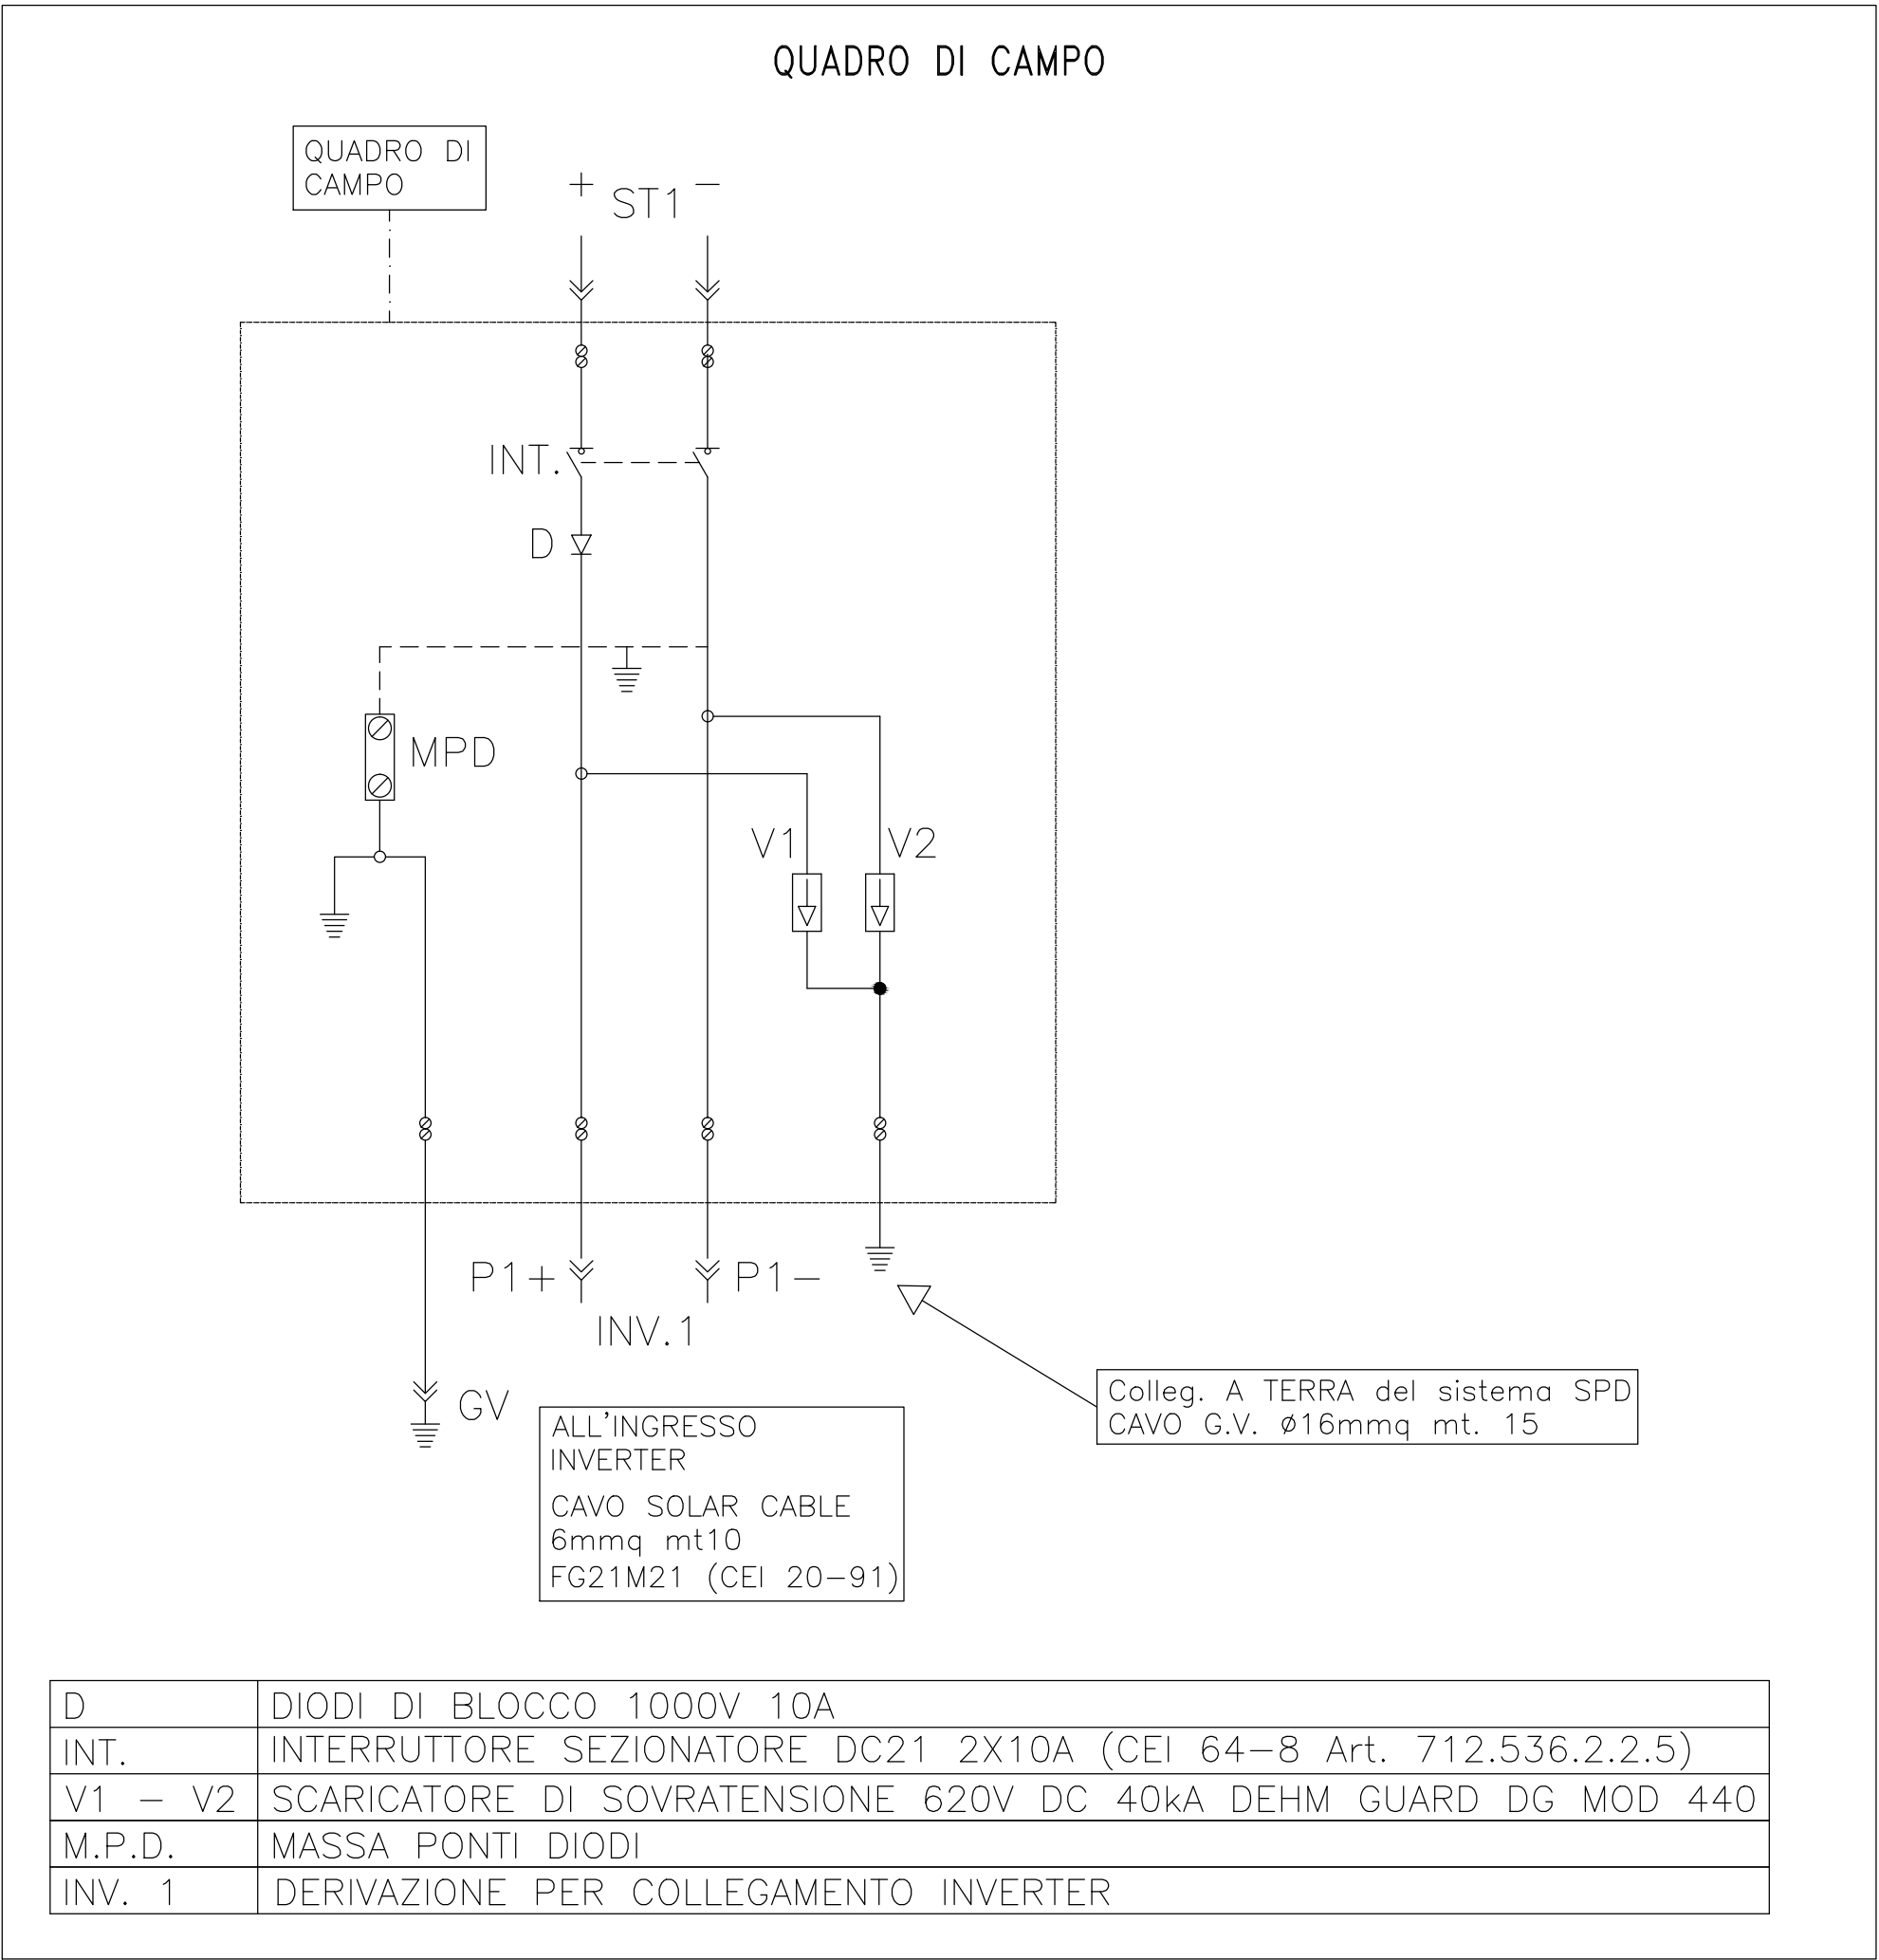 QUADRO DI CAMPO
QUADRO DI
CAMPO
+ ST1 −
INT.
D
MPD
V1 V2
P1+ P1−
INV.1
GV
Colleg. A TERRA del sistema SPD
CAVO G.V. ø16mmq mt. 15
ALL'INGRESSO
INVERTER
CAVO SOLAR CABLE
6mmq mt10
FG21M21 (CEI 20−91)
D DIODI DI BLOCCO 1000V 10A
INT. INTERRUTTORE SEZIONATORE DC21 2X10A (CEI 64−8 Art. 712.536.2.2.5)
V1 − V2 SCARICATORE DI SOVRATENSIONE 620V DC 40kA DEHM GUARD DG MOD 440
M.P.D. MASSA PONTI DIODI
INV. 1 DERIVAZIONE PER COLLEGAMENTO INVERTER